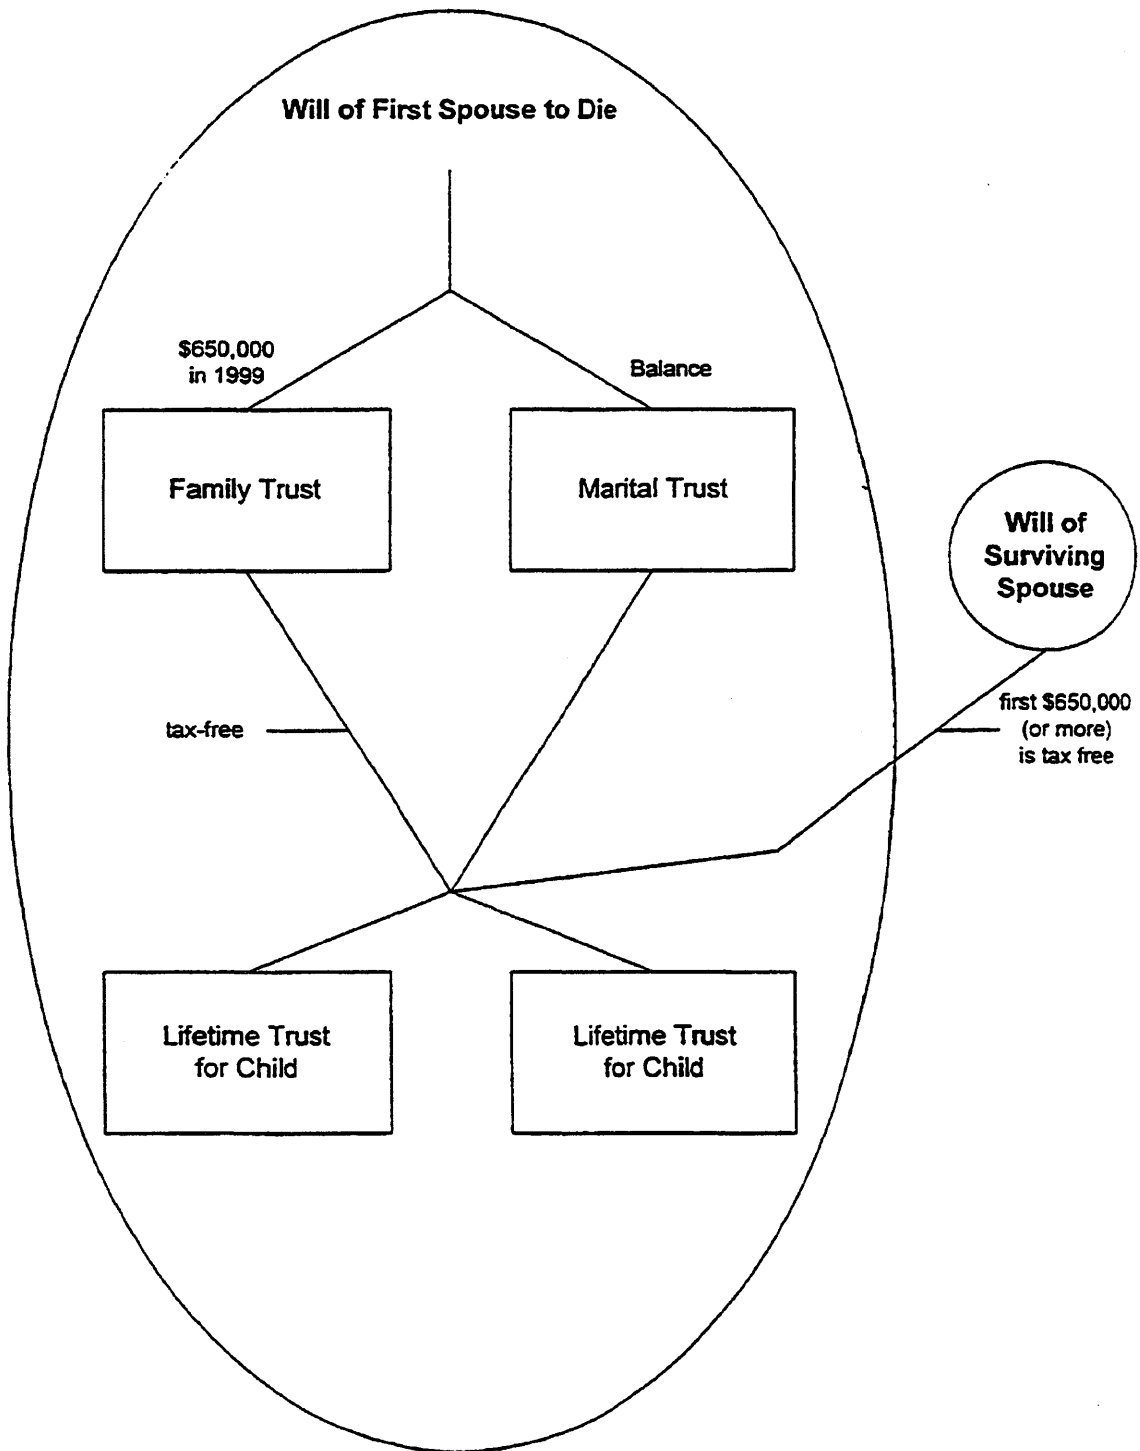 Will of First Spouse to Die
$650,000
in 1999
Balance
Family Trust
Marital Trust
Will of
Surviving
Spouse
tax-free
first $650,000
(or more)
is tax free
Lifetime Trust
for Child
Lifetime Trust
for Child